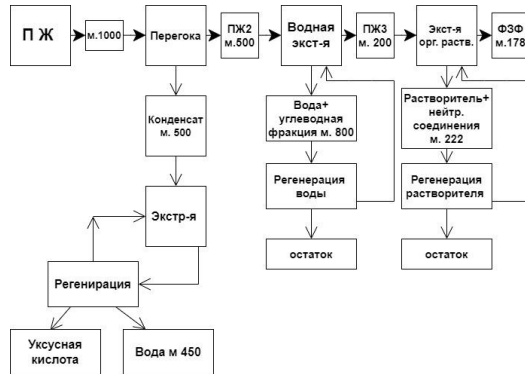 П Ж
м.1000
Перегока
ПЖ2
м.500
Водная
экст-я
ПЖ3
м. 200
Экст-я
орг. раств.
ФЗФ
м.178
Конденсат
м. 500
Вода+
углеводная
фракция м. 800
Растворитель+
нейтр.
соединения
м. 222
Экстр-я
Регенерация
воды
Регенерация
растворителя
остаток
остаток
Регенирация
Уксусная
кислота
Вода м 450